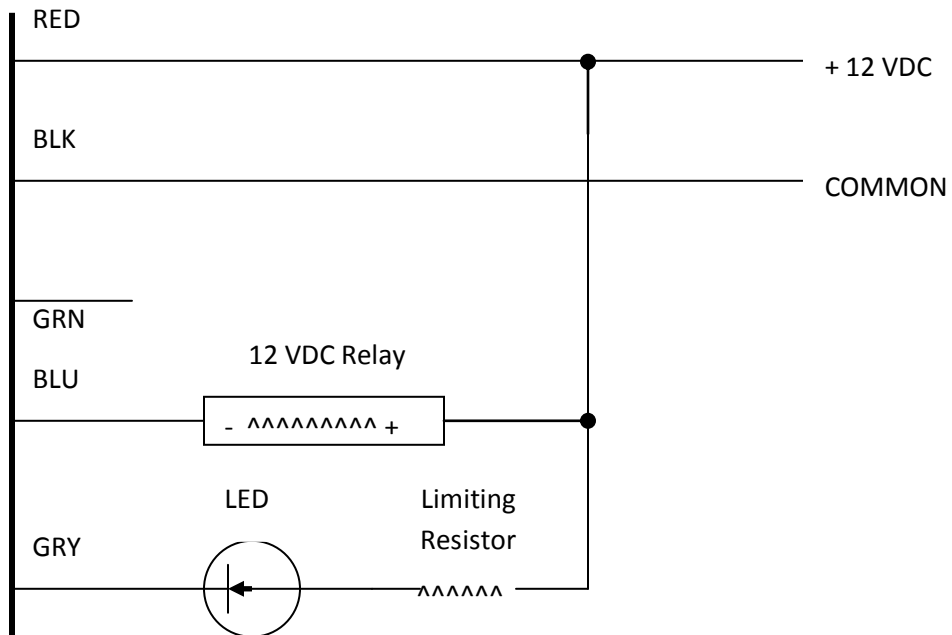 RED
+ 12 VDC
BLK
COMMON
GRN
12 VDC Relay
BLU
- ^^^^^^^^^ +
LED
Limiting
Resistor
GRY
^^^^^^